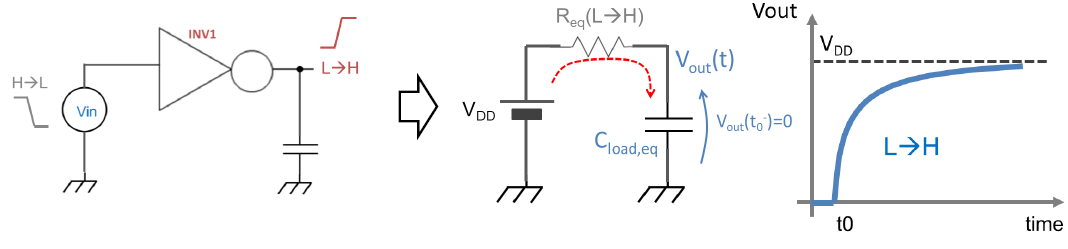 INV1
L→H
H→L
Vin
Req(L→H)
VDD
Cload,eq
Vout(t)
Vout(t0-)=0
Vout
VDD
L→H
t0
time